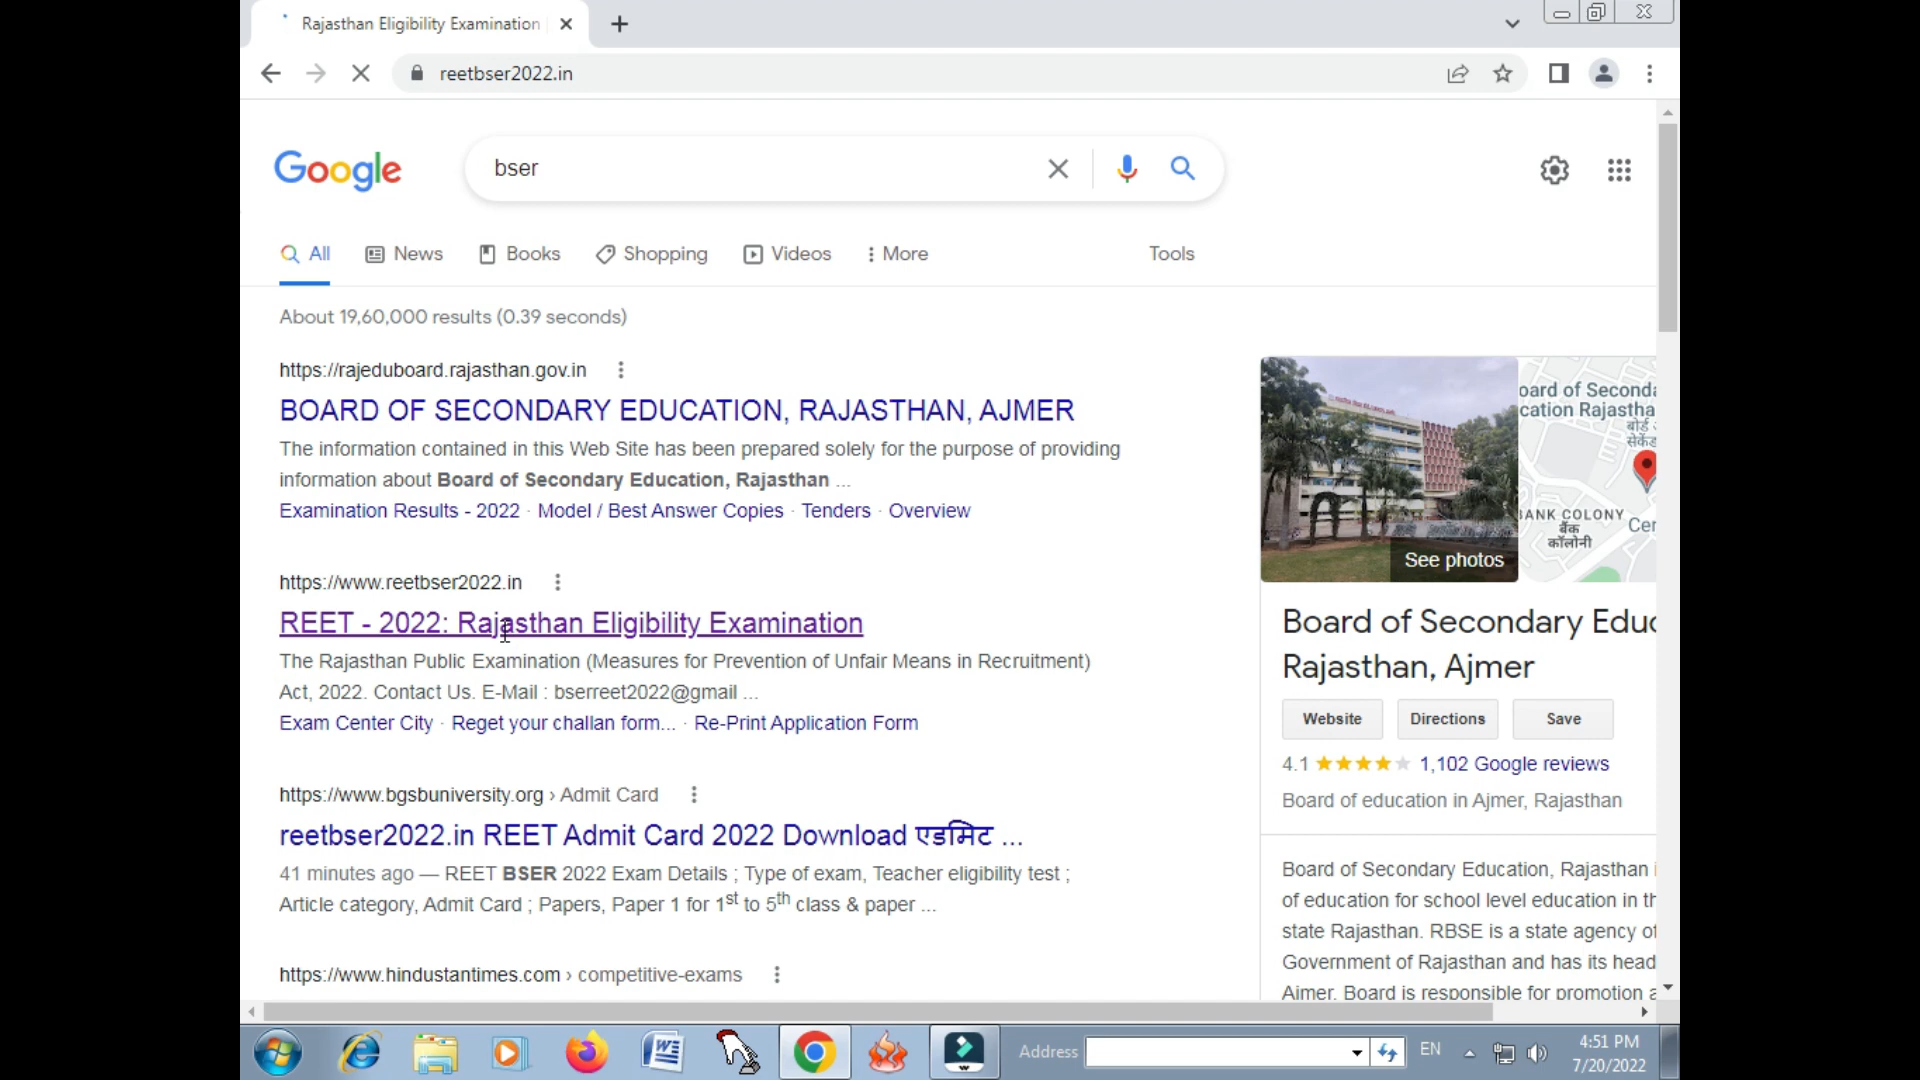 Rajasthan Eligibility Examination
reetbser2022.in
Google
bser
All
News
Books
Shopping
Videos
More
Tools
About 19,60,000 results (0.39 seconds)
https://rajeduboard.rajasthan.gov.in
BOARD OF SECONDARY EDUCATION, RAJASTHAN, AJMER
The information contained in this Web Site has been prepared solely for the purpose of providing
information about Board of Secondary Education, Rajasthan ...
Examination Results - 2022 · Model / Best Answer Copies · Tenders · Overview
https://www.reetbser2022.in
REET - 2022: Rajasthan Eligibility Examination
The Rajasthan Public Examination (Measures for Prevention of Unfair Means in Recruitment)
Act, 2022. Contact Us. E-Mail : bserreet2022@gmail ...
Exam Center City · Reget your challan form... · Re-Print Application Form
https://www.bgsbuniversity.org › Admit Card
reetbser2022.in REET Admit Card 2022 Download एडमिट ...
41 minutes ago — REET BSER 2022 Exam Details ; Type of exam, Teacher eligibility test ;
Article category, Admit Card ; Papers, Paper 1 for 1st to 5th class & paper ...
https://www.hindustantimes.com › competitive-exams
oard of Seconda
cation Rajastha
बोर्ड
सेकेंड
BANK COLONY
बैंक
कॉलोनी
Cer
See photos
Board of Secondary Educ
Rajasthan, Ajmer
Website
Directions
Save
4.1
1,102 Google reviews
Board of education in Ajmer, Rajasthan
Board of Secondary Education, Rajasthan i
of education for school level education in th
state Rajasthan. RBSE is a state agency of
Government of Rajasthan and has its head
Ajmer. Board is responsible for promotion a
Address
EN
4:51 PM
7/20/2022